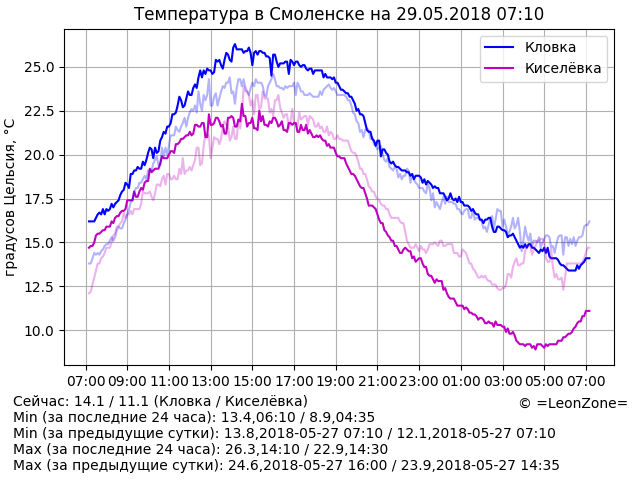 Температура в Смоленске на 29.05.2018 07:10
Кловка
Киселёвка
градусов Цельсия, °C
25.0
22.5
20.0
17.5
15.0
12.5
10.0
07:00 09:00 11:00 13:00 15:00 17:00 19:00 21:00 23:00 01:00 03:00 05:00 07:00
Сейчас: 14.1 / 11.1 (Кловка / Киселёвка)
© =LeonZone=
Min (за последние 24 часа): 13.4,06:10 / 8.9,04:35
Min (за предыдущие сутки): 13.8,2018-05-27 07:10 / 12.1,2018-05-27 07:10
Max (за последние 24 часа): 26.3,14:10 / 22.9,14:30
Max (за предыдущие сутки): 24.6,2018-05-27 16:00 / 23.9,2018-05-27 14:35